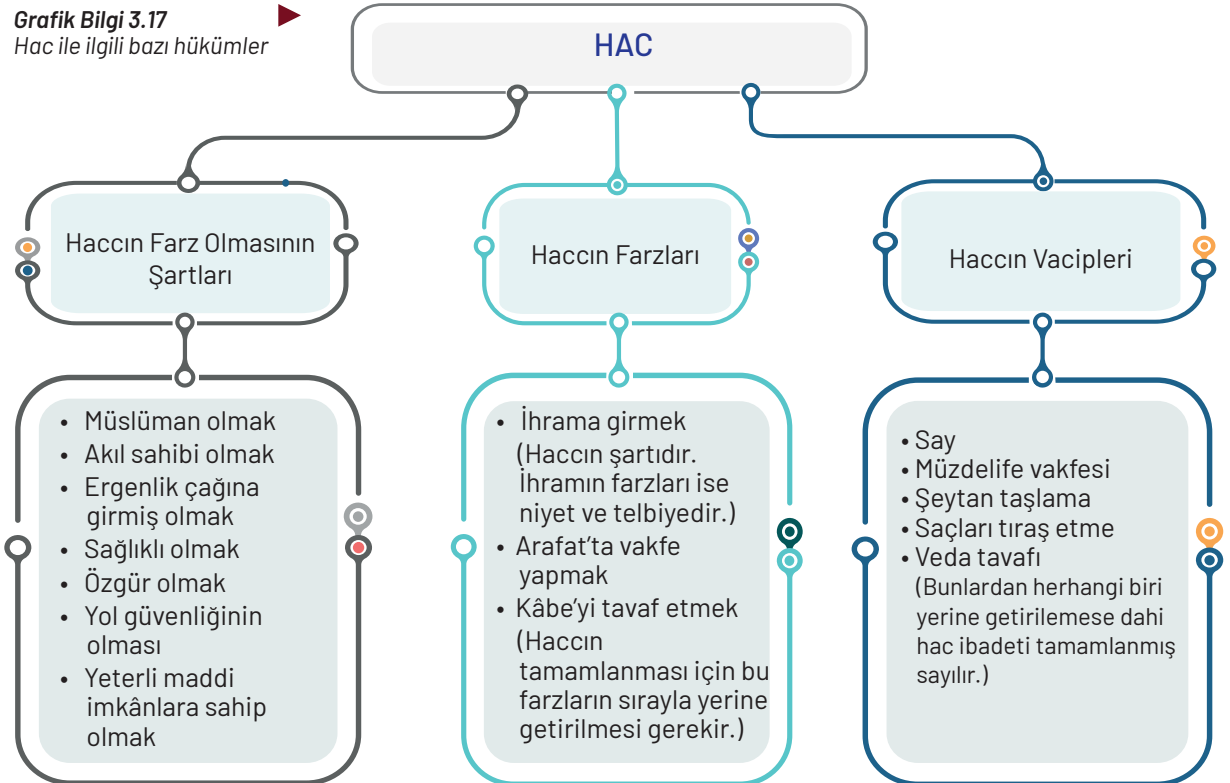 Grafik Bilgi 3.17
Hac ile ilgili bazı hükümler
HAC
Haccın Farz Olmasının
Şartları
• Müslüman olmak
• Akıl sahibi olmak
• Ergenlik çağına
girmiş olmak
• Sağlıklı olmak
• Özgür olmak
• Yol güvenliğinin
olması
• Yeterli maddi
imkânlara sahip
olmak
Haccın Farzları
• İhrama girmek
(Haccın şartıdır.
İhramın farzları ise
niyet ve telbiyedir.)
• Arafat'ta vakfe
yapmak
• Kâbe'yi tavaf etmek
(Haccın
tamamlanması için bu
farzların sırayla yerine
getirilmesi gerekir.)
Haccın Vacipleri
• Say
• Müzdelife vakfesi
• Şeytan taşlama
• Saçları tıraş etme
• Veda tavafı
(Bunlardan herhangi biri
yerine getirilemese dahi
hac ibadeti tamamlanmış
sayılır.)